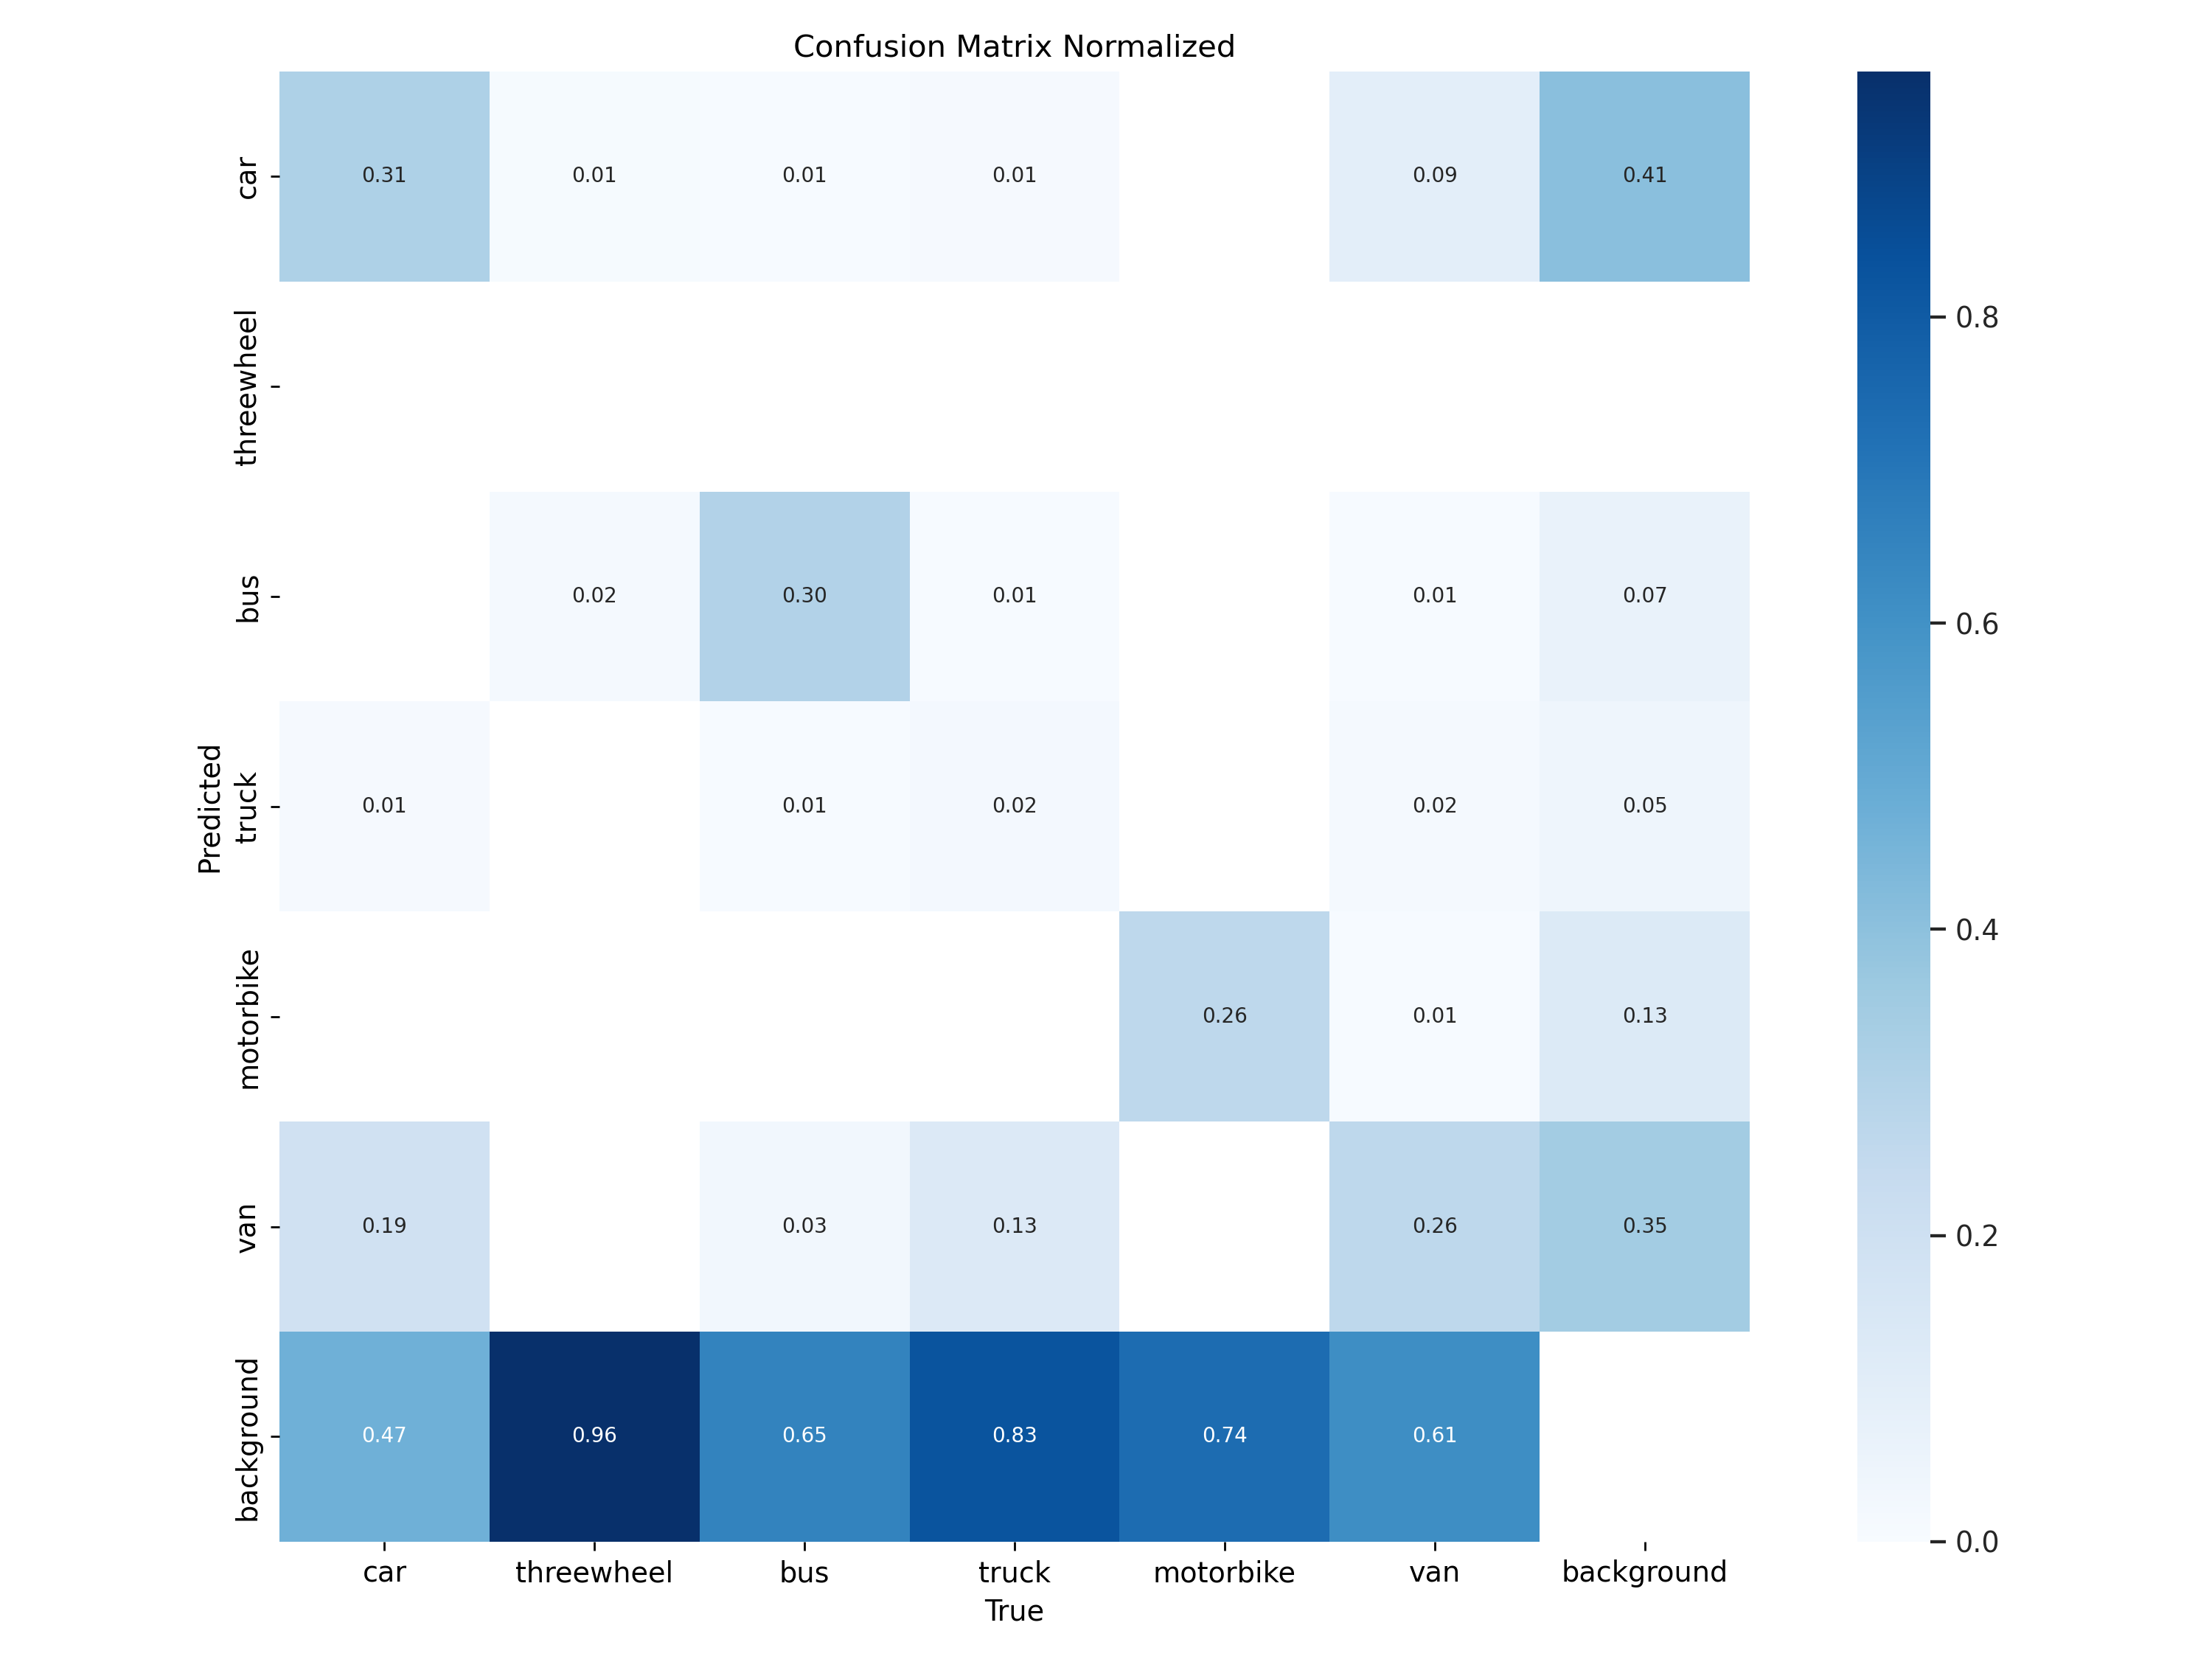 Confusion Matrix Normalized
car 0.31 0.01 0.01 0.01 0.09 0.41
threewheel
bus 0.02 0.30 0.01 0.01 0.07
truck 0.01 0.01 0.02 0.02 0.05
motorbike 0.26 0.01 0.13
van 0.19 0.03 0.13 0.26 0.35
background 0.47 0.96 0.65 0.83 0.74 0.61
Predicted
car threewheel bus truck motorbike van background
True
0.8
0.6
0.4
0.2
0.0